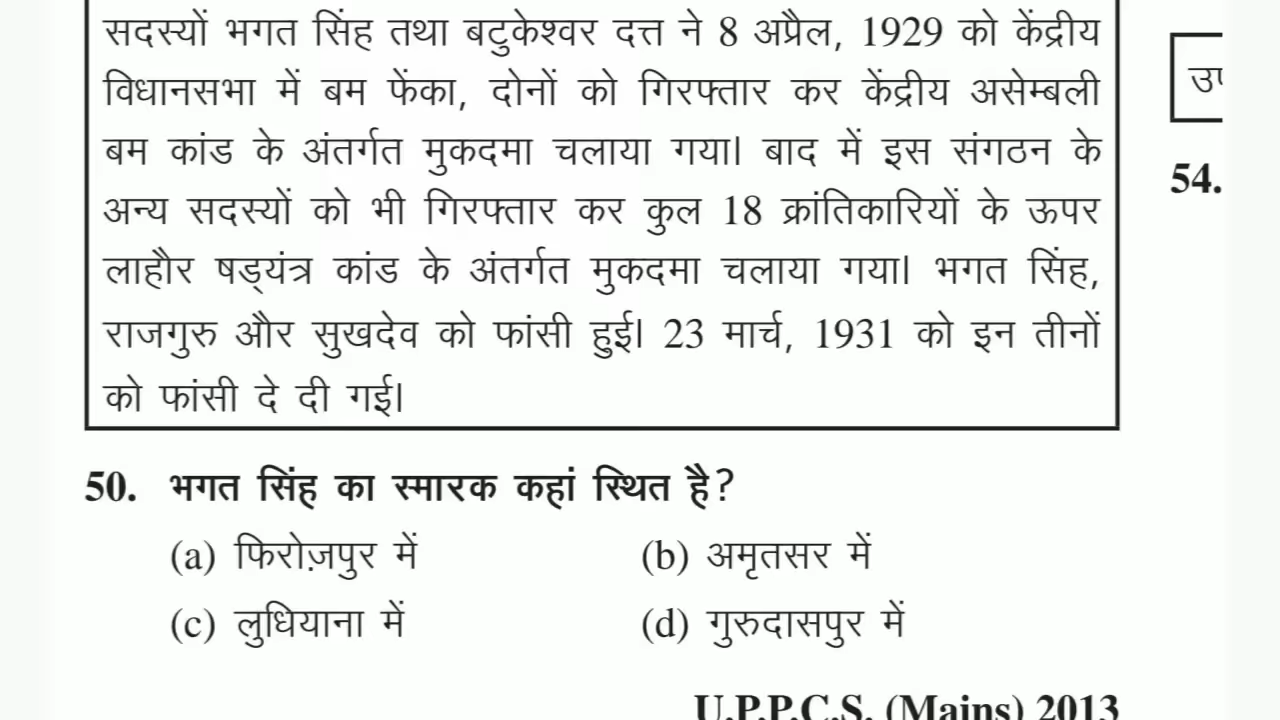 सदस्यों भगत सिंह तथा बटुकेश्वर दत्त ने 8 अप्रैल, 1929 को केंद्रीय
विधानसभा में बम फेंका, दोनों को गिरफ्तार कर केंद्रीय असेम्बली
बम कांड के अंतर्गत मुकदमा चलाया गया। बाद में इस संगठन के
अन्य सदस्यों को भी गिरफ्तार कर कुल 18 क्रांतिकारियों के ऊपर
लाहौर षड्यंत्र कांड के अंतर्गत मुकदमा चलाया गया। भगत सिंह,
राजगुरु और सुखदेव को फांसी हुई। 23 मार्च, 1931 को इन तीनों
को फांसी दे दी गई।
50. भगत सिंह का स्मारक कहां स्थित है?
(a) फिरोज़पुर में (b) अमृतसर में
(c) लुधियाना में (d) गुरुदासपुर में
U.P.P.C.S. (Mains) 2013
54.